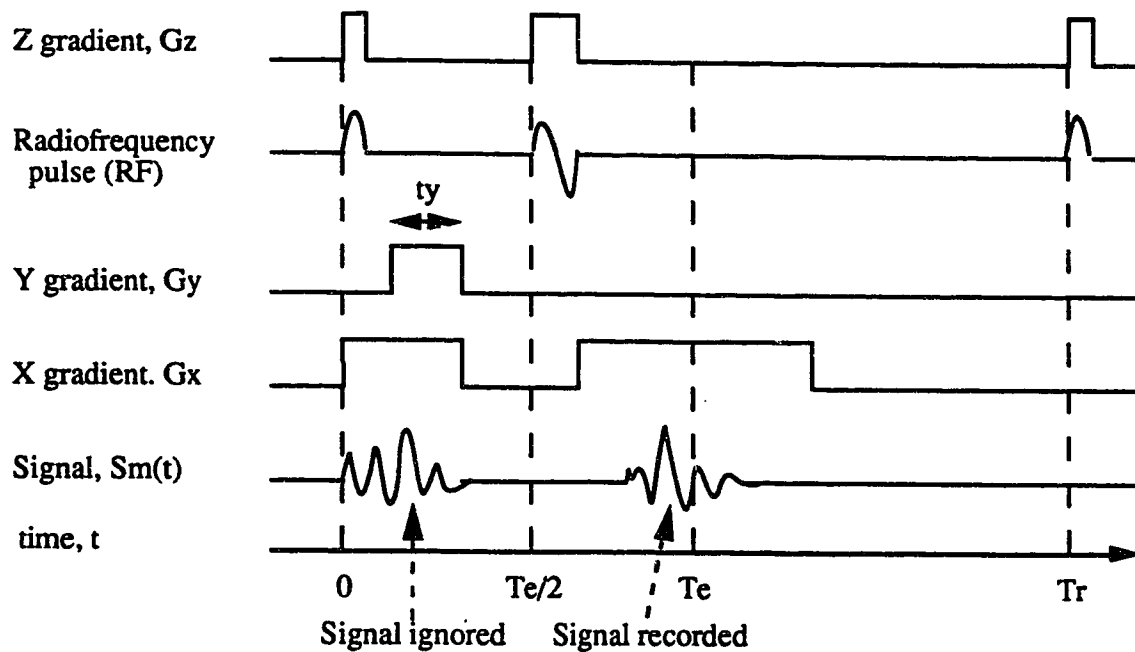 Z gradient, Gz
Radiofrequency
pulse (RF)
ty
Y gradient, Gy
X gradient. Gx
Signal, Sm(t)
time, t
0
Te/2
Te
Tr
Signal ignored
Signal recorded